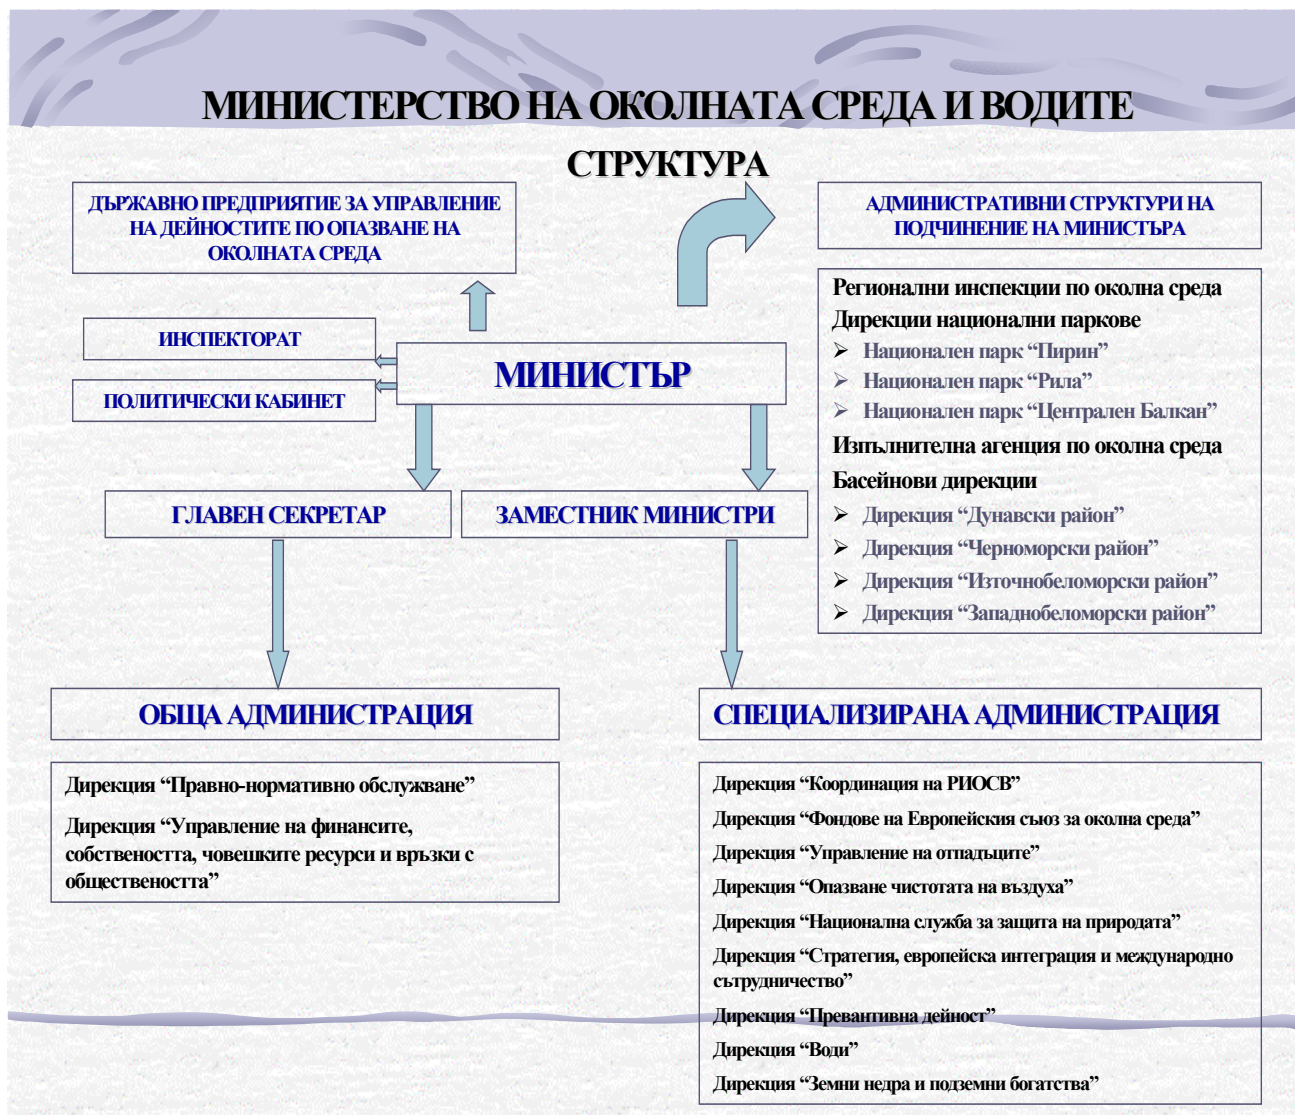 МИНИСТЕРСТВО НА ОКОЛНАТА СРЕДА И ВОДИТЕ
СТРУКТУРА
ДЪРЖАВНО ПРЕДПРИЯТИЕ ЗА УПРАВЛЕНИЕ
НА ДЕЙНОСТИТЕ ПО ОПАЗВАНЕ НА
ОКОЛНАТА СРЕДА
ИНСПЕКТОРАТ
ПОЛИТИЧЕСКИ КАБИНЕТ
МИНИСТЪР
АДМИНИСТРАТИВНИ СТРУКТУРИ НА
ПОДЧИНЕНИЕ НА МИНИСТЪРА
Регионални инспекции по околна среда
Дирекции национални паркове
➢ Национален парк “Пирин”
➢ Национален парк “Рила”
➢ Национален парк “Централен Балкан”
Изпълнителна агенция по околна среда
Басейнови дирекции
➢ Дирекция “Дунавски район”
➢ Дирекция “Черноморски район”
➢ Дирекция “Източнобеломорски район”
➢ Дирекция “Западнобеломорски район”
ГЛАВЕН СЕКРЕТАР
ЗАМЕСТНИК МИНИСТРИ
ОБЩА АДМИНИСТРАЦИЯ
Дирекция “Правно-нормативно обслужване”
Дирекция “Управление на финансите,
собствеността, човешките ресурси и връзки с
обществеността”
СПЕЦИАЛИЗИРАНА АДМИНИСТРАЦИЯ
Дирекция “Координация на РИОСВ”
Дирекция “Фондове на Европейския съюз за околна среда”
Дирекция “Управление на отпадъците”
Дирекция “Опазване чистотата на въздуха”
Дирекция “Национална служба за защита на природата”
Дирекция “Стратегия, европейска интеграция и международно
сътрудничество”
Дирекция “Превантивна дейност”
Дирекция “Води”
Дирекция “Земни недра и подземни богатства”